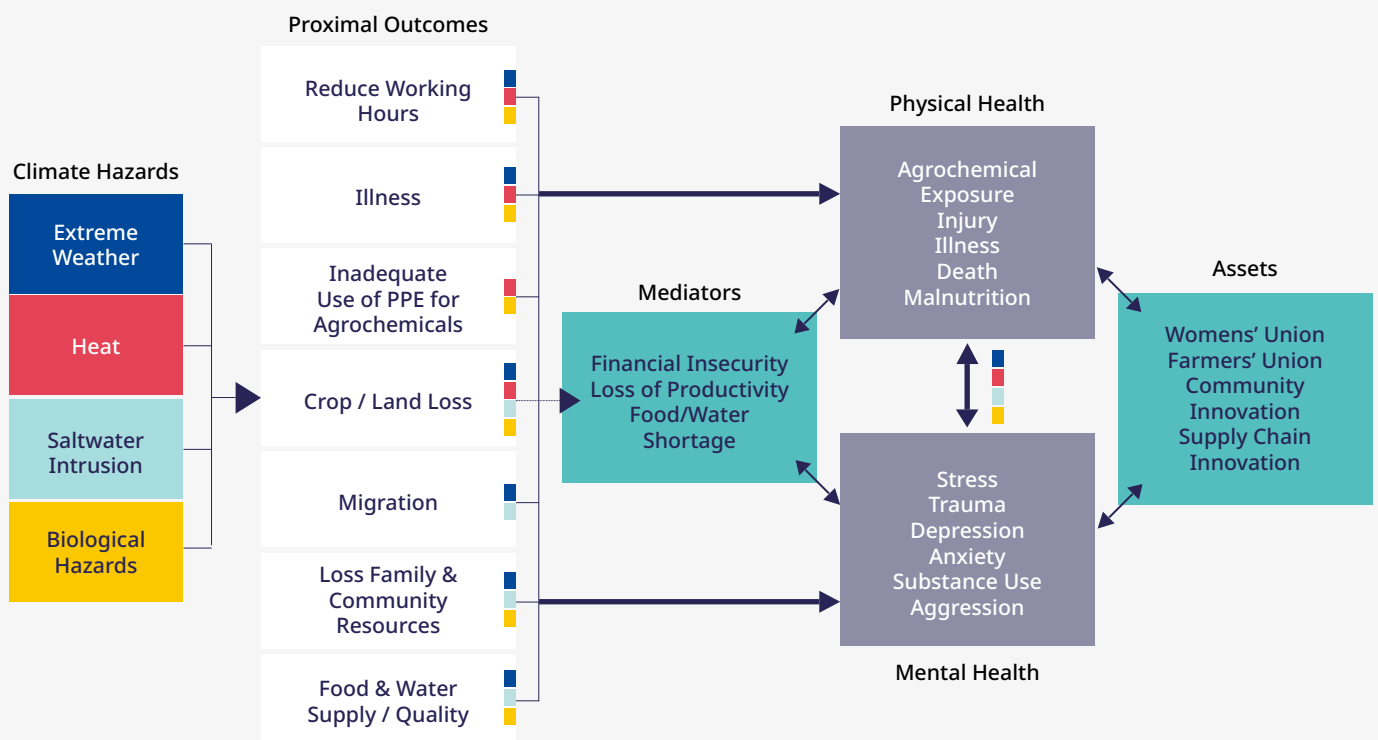 Climate Hazards
Extreme
Weather
Heat
Saltwater
Intrusion
Biological
Hazards
Proximal Outcomes
Reduce Working
Hours
Illness
Inadequate
Use of PPE for
Agrochemicals
Crop / Land Loss
Migration
Loss Family &
Community
Resources
Food & Water
Supply / Quality
Mediators
Financial Insecurity
Loss of Productivity
Food/Water
Shortage
Physical Health
Agrochemical
Exposure
Injury
Illness
Death
Malnutrition
Stress
Trauma
Depression
Anxiety
Substance Use
Aggression
Mental Health
Assets
Womens’ Union
Farmers’ Union
Community
Innovation
Supply Chain
Innovation